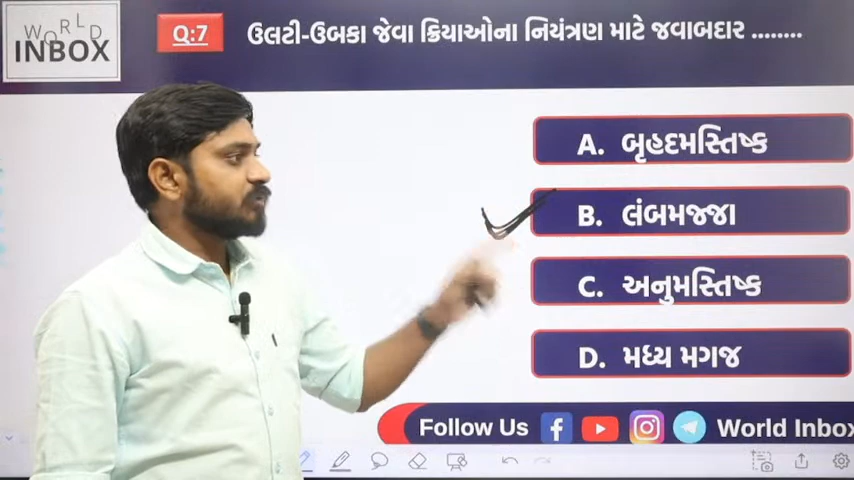 WORLD
INBOX
Q:7 ઉલટી-ઉબકા જેવા ક્રિયાઓના નિયંત્રણ માટે જવાબદાર ........
A. બૃહદમસ્તિષ્ક
B. લંબમજ્જા
C. અનુમસ્તિષ્ક
D. મધ્ય મગજ
Follow Us World Inbox